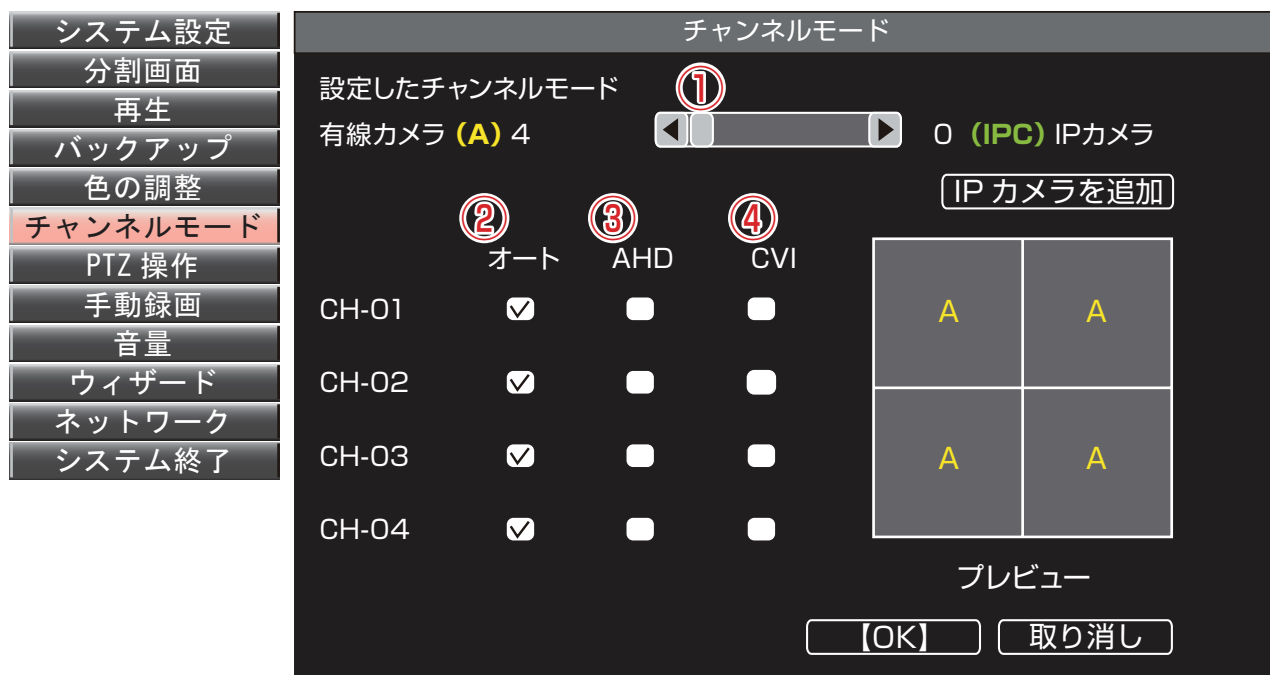 システム設定
分割画面
再生
バックアップ
色の調整
チャンネルモード
PTZ 操作
手動録画
音量
ウィザード
ネットワーク
システム終了
チャンネルモード
設定したチャンネルモード
①
有線カメラ (A) 4
0 (IPC) IPカメラ
IP カメラを追加
② ③ ④
オート AHD CVI
CH-01
CH-02
CH-03
CH-04
A A
A A
プレビュー
【OK】 取り消し